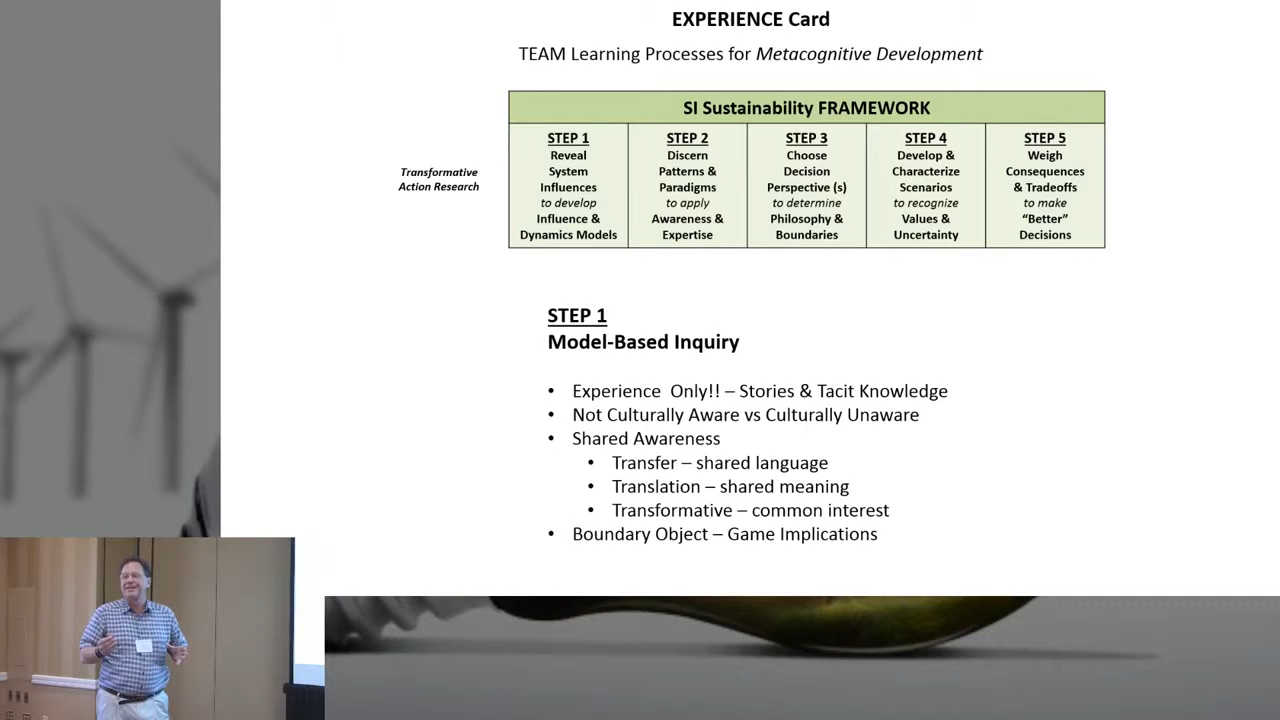 EXPERIENCE Card
TEAM Learning Processes for Metacognitive Development
SI Sustainability FRAMEWORK
Transformative
Action Research
STEP 1
Reveal
System
Influences
to develop
Influence &
Dynamics Models
STEP 2
Discern
Patterns &
Paradigms
to apply
Awareness &
Expertise
STEP 3
Choose
Decision
Perspective (s)
to determine
Philosophy &
Boundaries
STEP 4
Develop &
Characterize
Scenarios
to recognize
Values &
Uncertainty
STEP 5
Weigh
Consequences
& Tradeoffs
to make
“Better”
Decisions
STEP 1
Model-Based Inquiry
• Experience  Only!! – Stories & Tacit Knowledge
• Not Culturally Aware vs Culturally Unaware
• Shared Awareness
• Transfer – shared language
• Translation – shared meaning
• Transformative – common interest
• Boundary Object – Game Implications